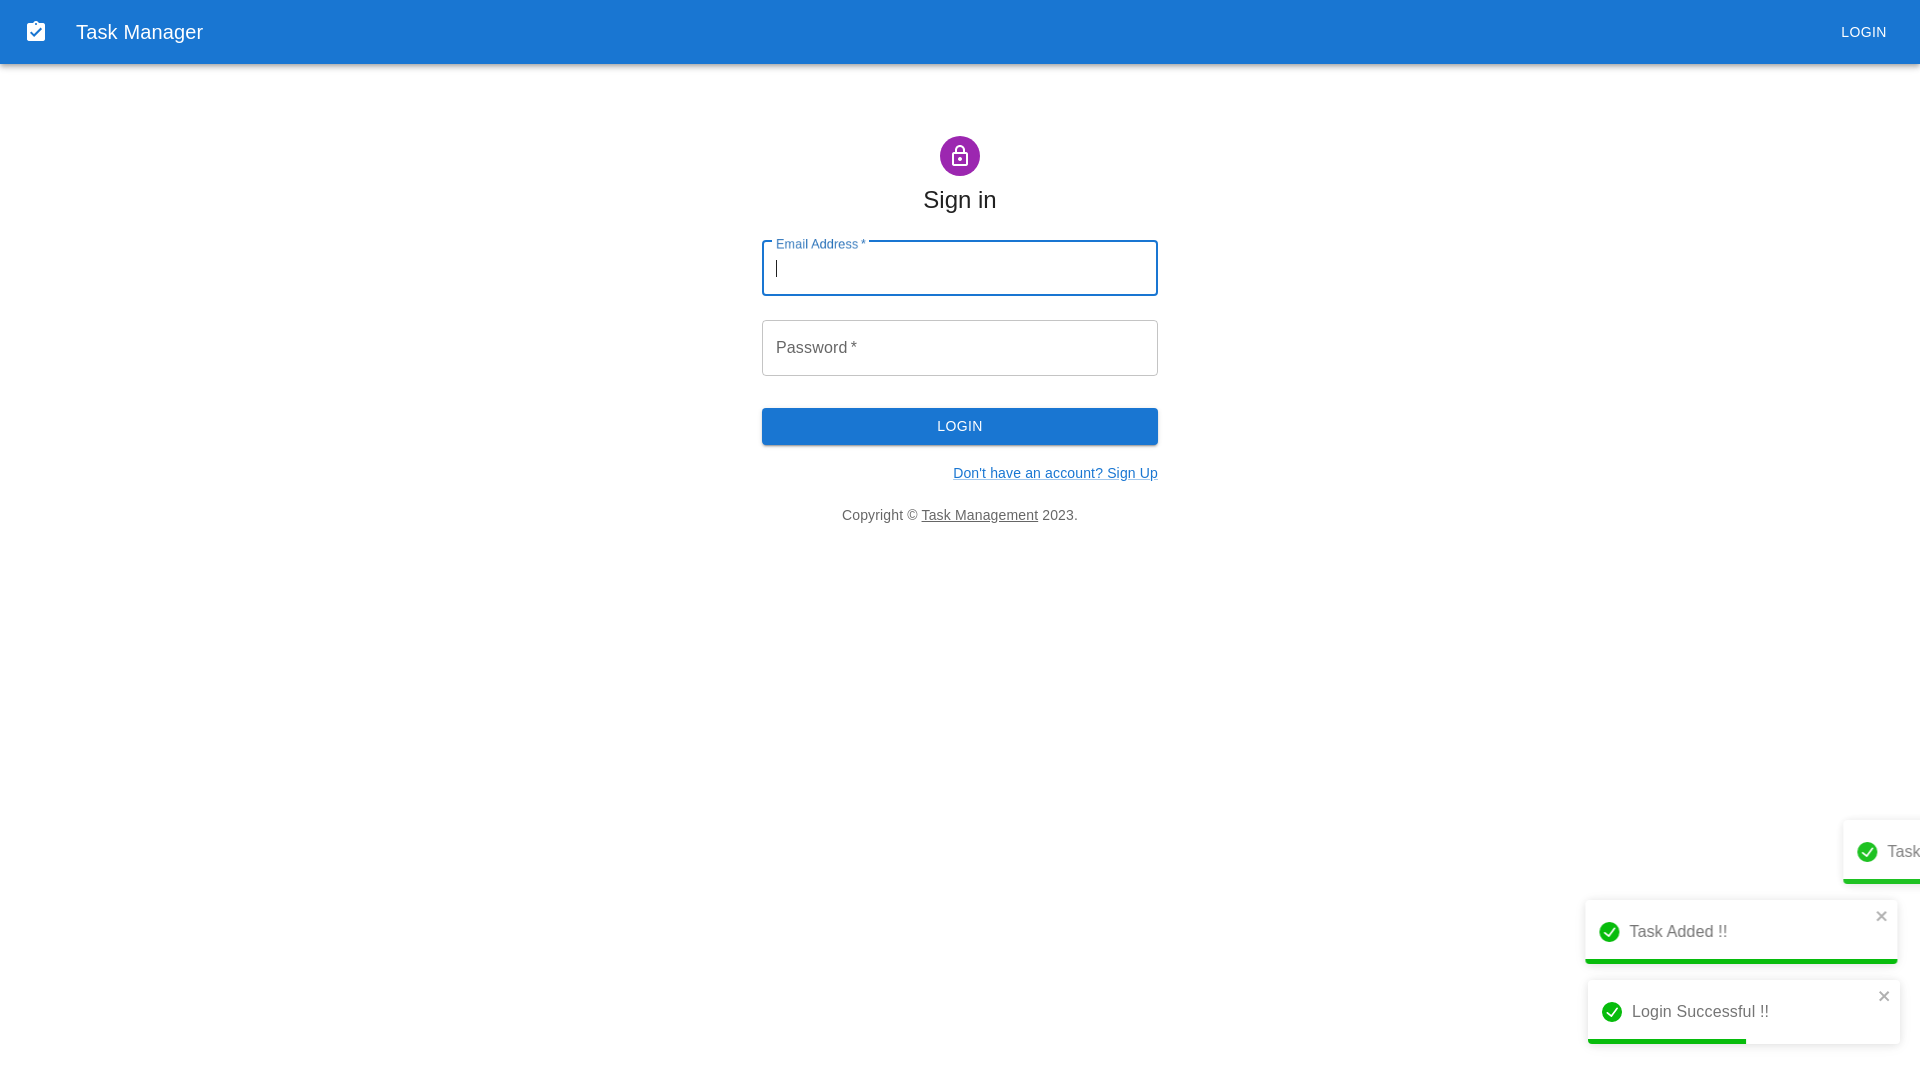 Task Manager
LOGIN
Sign in
Email Address *
Password *
LOGIN
Don't have an account? Sign Up
Copyright © Task Management 2023.
Task
Task Added !!
Login Successful !!